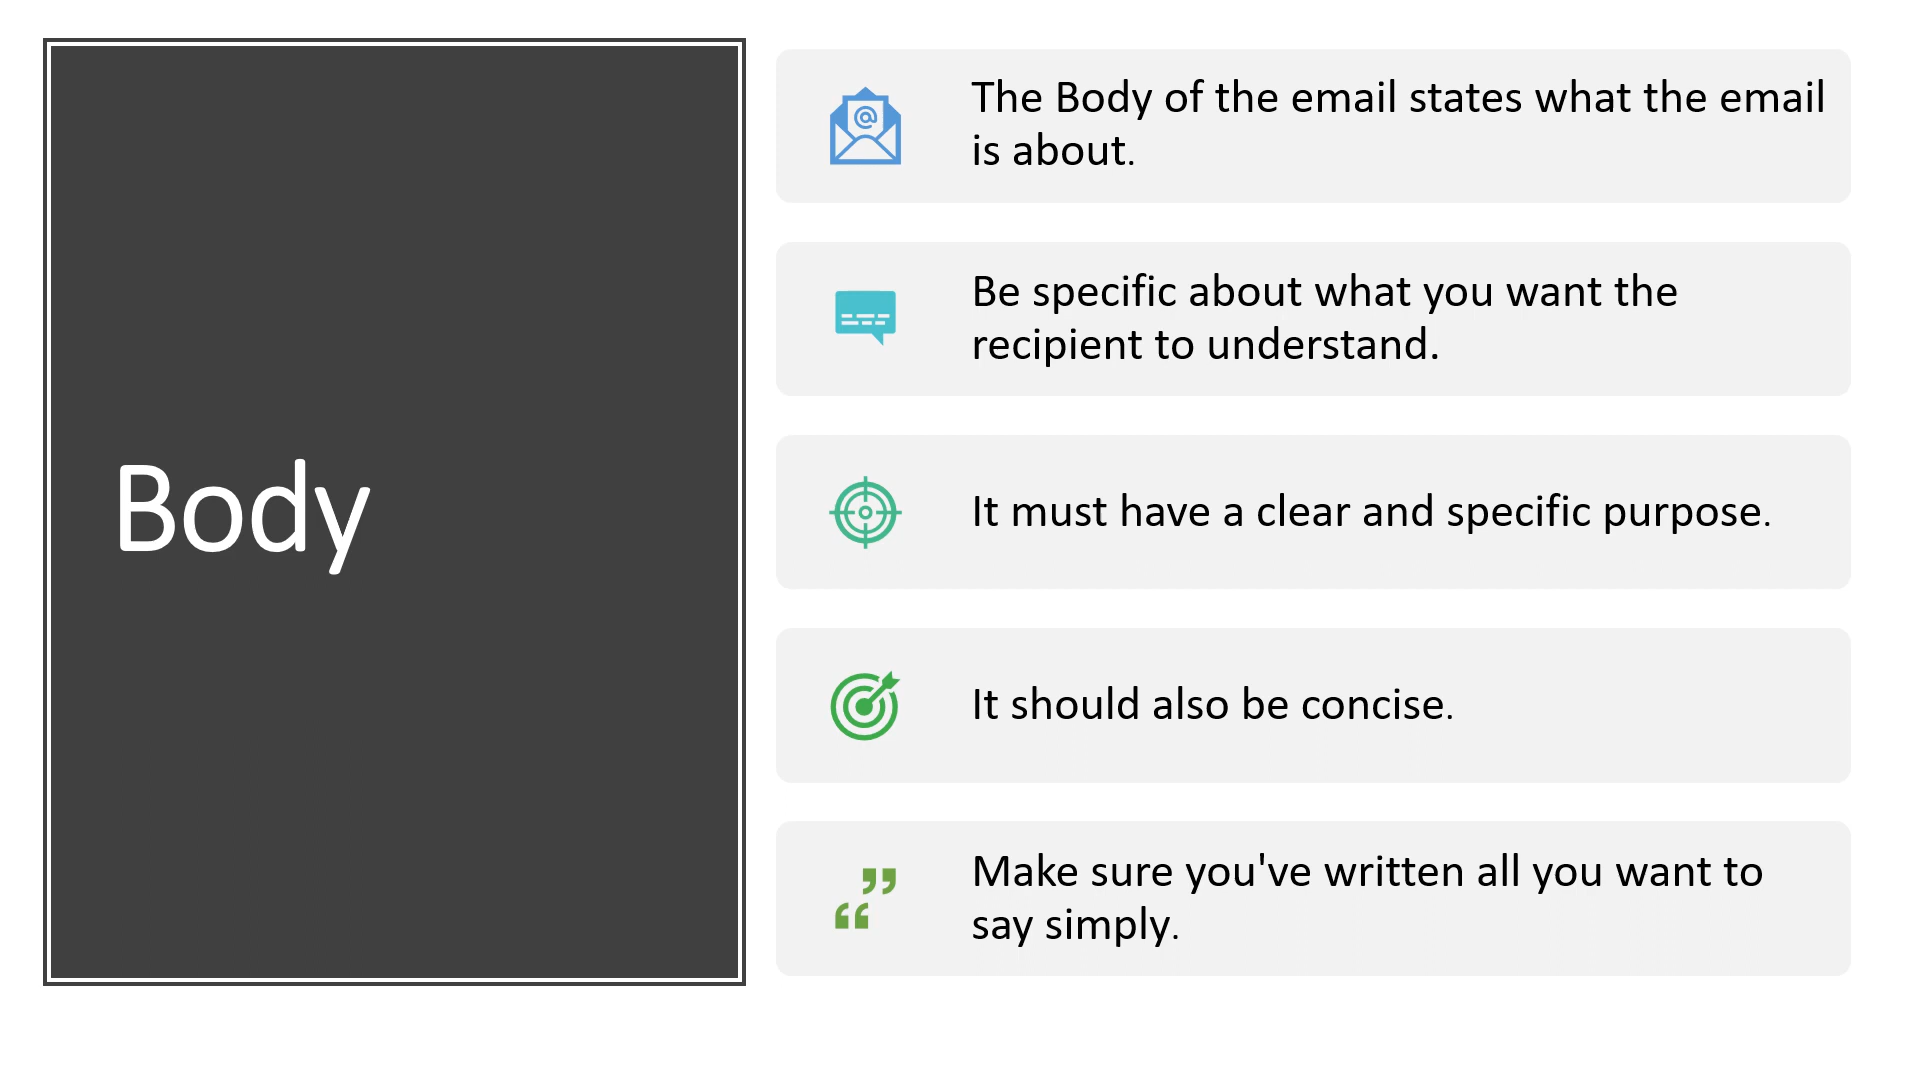 Body
The Body of the email states what the email
is about.
Be specific about what you want the
recipient to understand.
It must have a clear and specific purpose.
It should also be concise.
Make sure you've written all you want to
say simply.